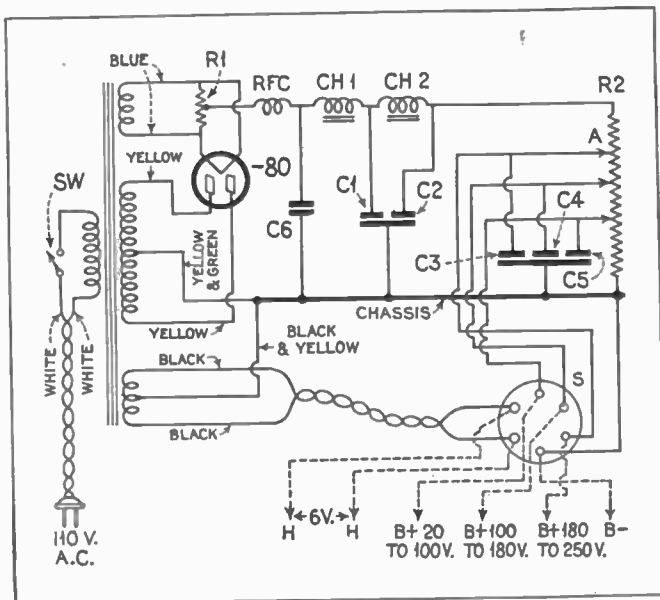 BLUE
R1
RFC
CH 1
CH 2
R2
-80
A
YELLOW
SW
C1
C2
C4
C6
YELLOW
& GREEN
C3
C5
CHASSIS
YELLOW
BLACK
& YELLOW
WHITE
WHITE
BLACK
S
BLACK
H
6V.
H
B+20
TO 100V.
B+100
TO 180V.
B+180
TO 250V.
B-
110 V.
A.C.